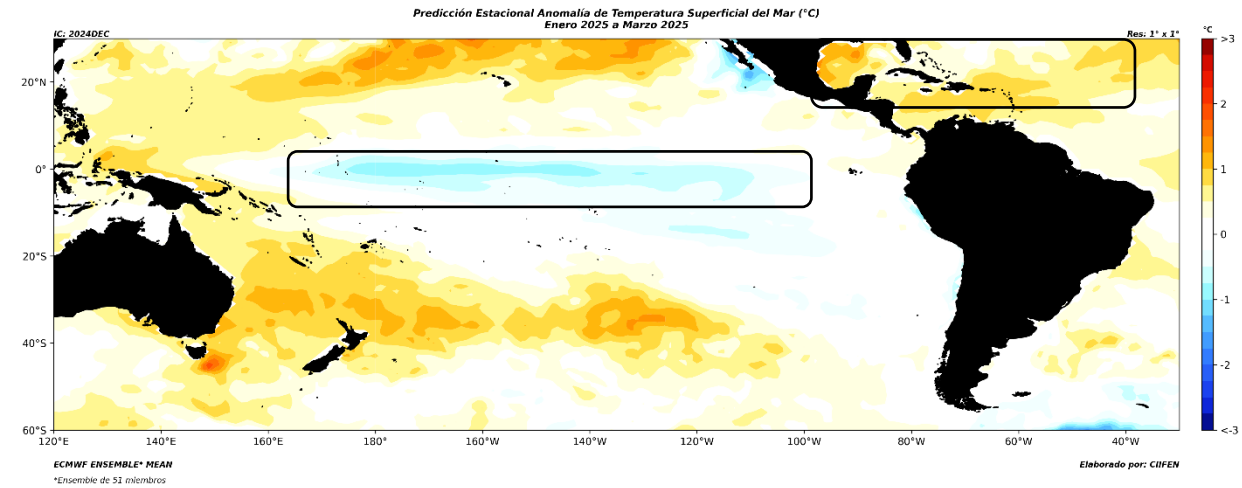 Predicción Estacional Anomalía de Temperatura Superficial del Mar (°C)
Enero 2025 a Marzo 2025
IC: 2024DEC
Res: 1° x 1°
°C
>3
3
2
1
0
-1
-2
<-3
20°N
0°
20°S
40°S
60°S
120°E 140°E 160°E 180° 160°W 140°W 120°W 100°W 80°W 60°W 40°W
ECMWF ENSEMBLE* MEAN
Elaborado por: CIIFEN
*Ensemble de 51 miembros